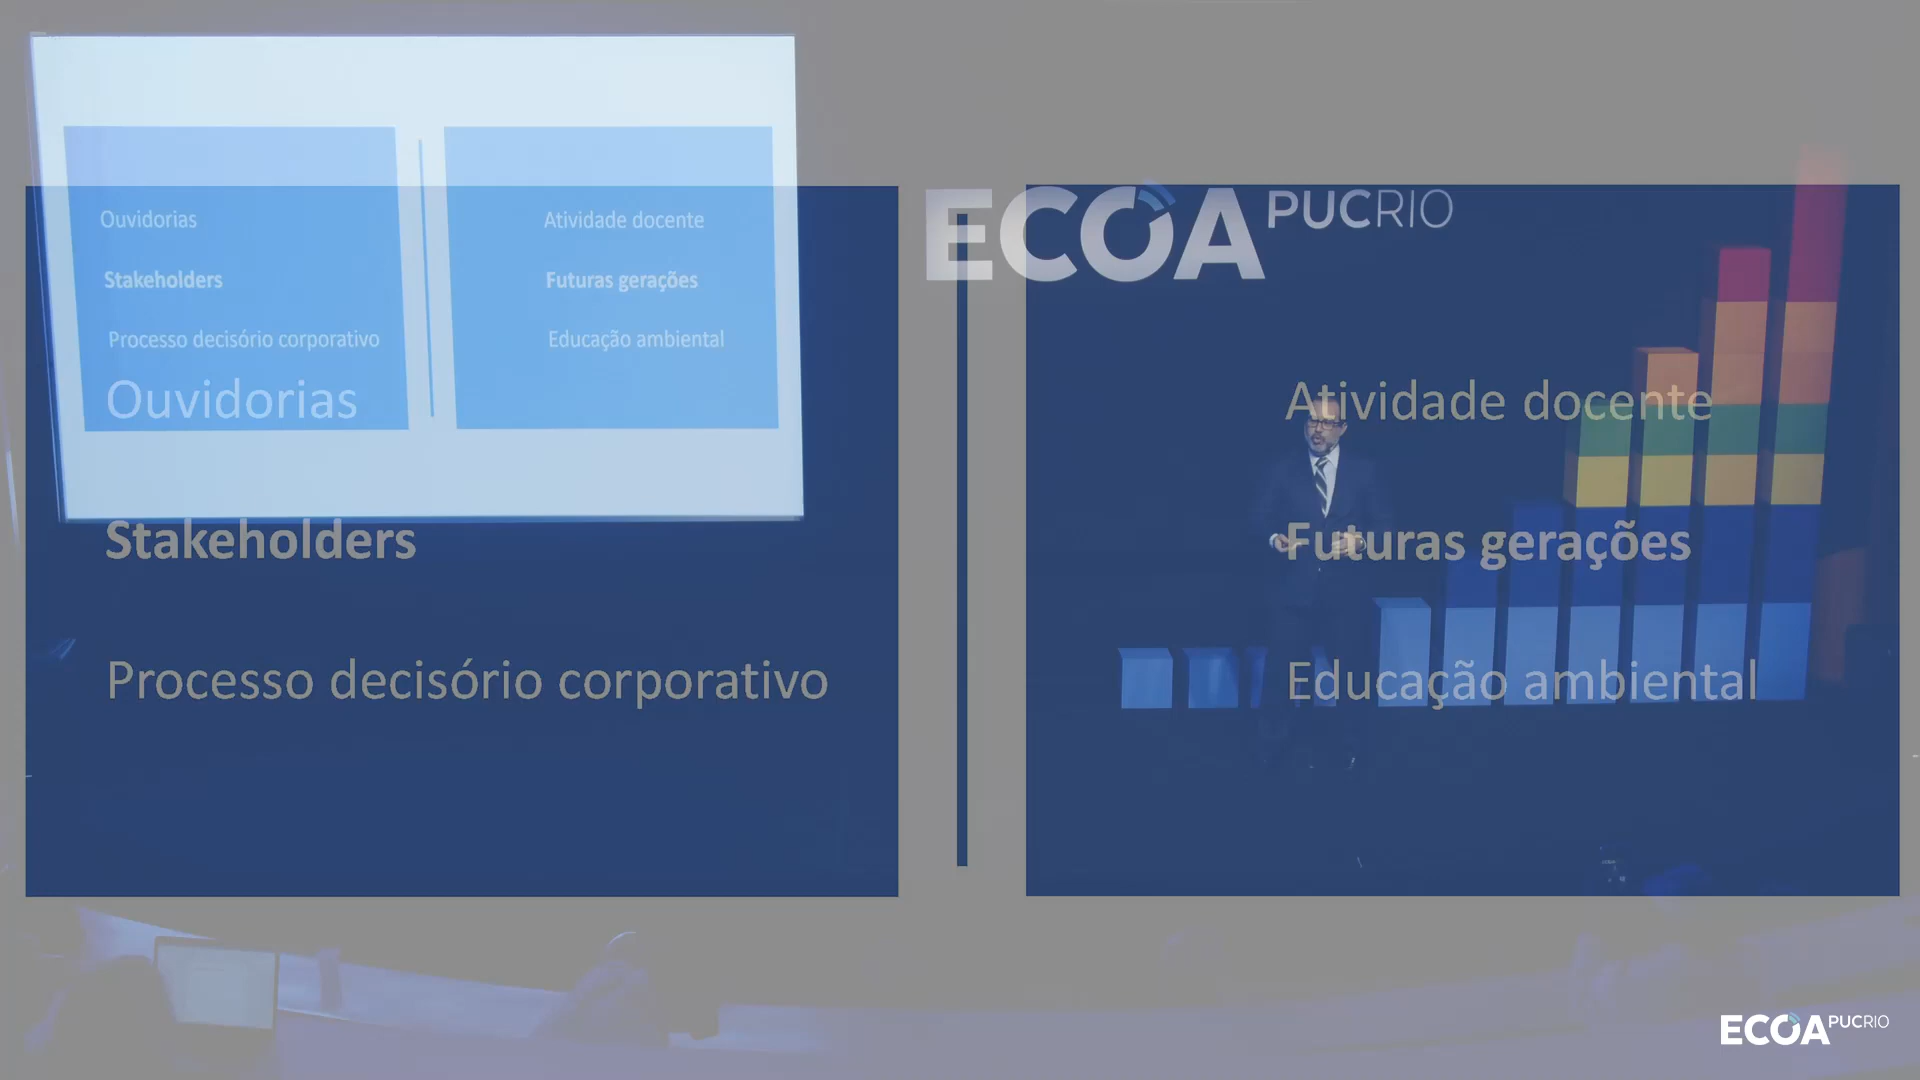 Ouvidorias
Stakeholders
Processo decisório corporativo
Atividade docente
Futuras gerações
Educação ambiental
ECOA PUCRIO
Ouvidorias
Stakeholders
Processo decisório corporativo
Atividade docente
Futuras gerações
Educação ambiental
ECOA PUCRIO